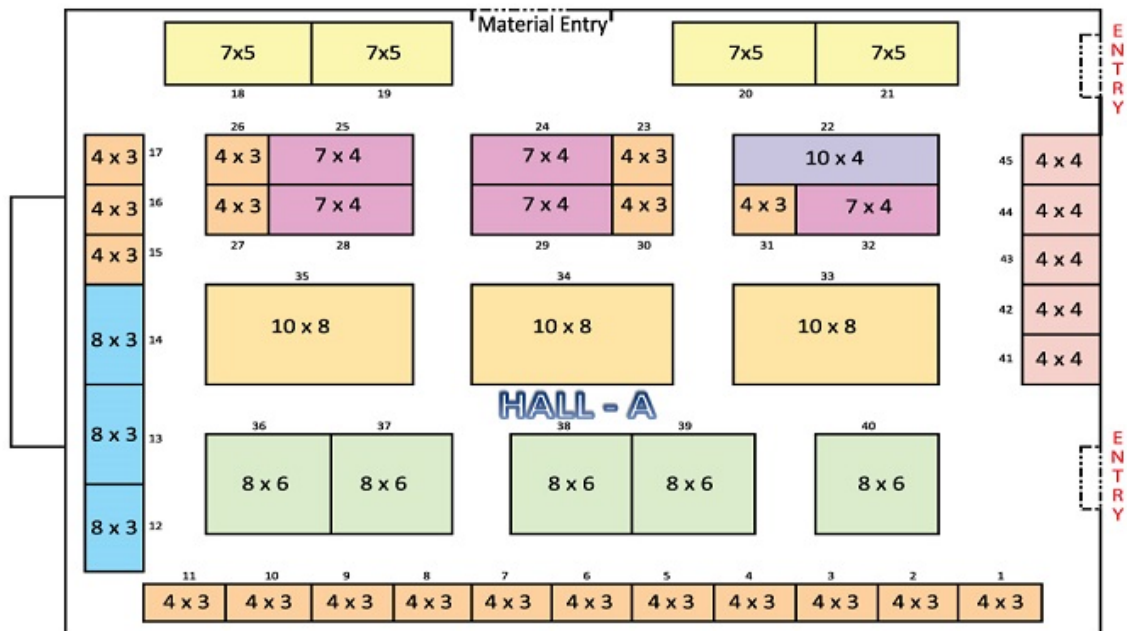 Material Entry
7x5 7x5 7x5 7x5
18 19 20 21
ENTRY
26 25 24 23 22
4 x 3 17 4 x 3 7 x 4 7 x 4 4 x 3 10 x 4 45 4 x 4
4 x 3 16 4 x 3 7 x 4 7 x 4 4 x 3 4 x 3 7 x 4 44 4 x 4
27 28 29 30 31 32
4 x 3 15 43 4 x 4
35 34 33
8 x 3 14 10 x 8 10 x 8 10 x 8 42 4 x 4
41 4 x 4
HALL - A
36 37 38 39 40
8 x 3 13
ENTRY
8 x 6 8 x 6 8 x 6 8 x 6 8 x 6
8 x 3 12
11 10 9 8 7 6 5 4 3 2 1
4 x 3 4 x 3 4 x 3 4 x 3 4 x 3 4 x 3 4 x 3 4 x 3 4 x 3 4 x 3 4 x 3